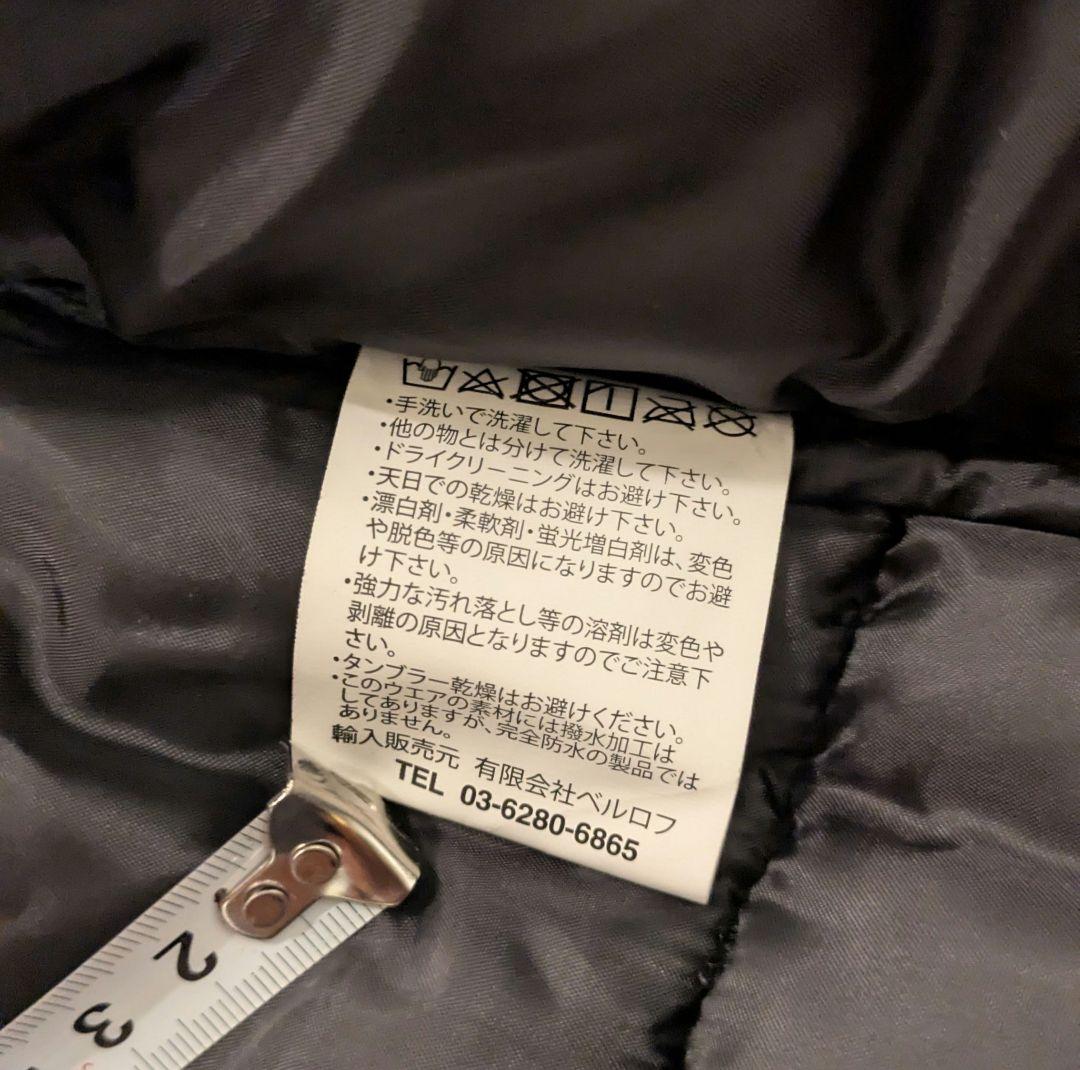 ・手洗いで洗濯して下さい。
・他の物とは分けて洗濯して下さい。
・ドライクリーニングはお避け下さい。
・天日での乾燥はお避け下さい。
・漂白剤・柔軟剤・蛍光増白剤は、変色
や脱色等の原因になりますのでお避
け下さい。
・強力な汚れ落とし等の溶剤は変色や
剥離の原因となりますのでご注意下
さい。
・タンブラー乾燥はお避けください。
・このウエアの素材には撥水加工は
してありますが、完全防水の製品では
ありません。
輸入販売元 有限会社ベルロフ
TEL 03-6280-6865
2
3